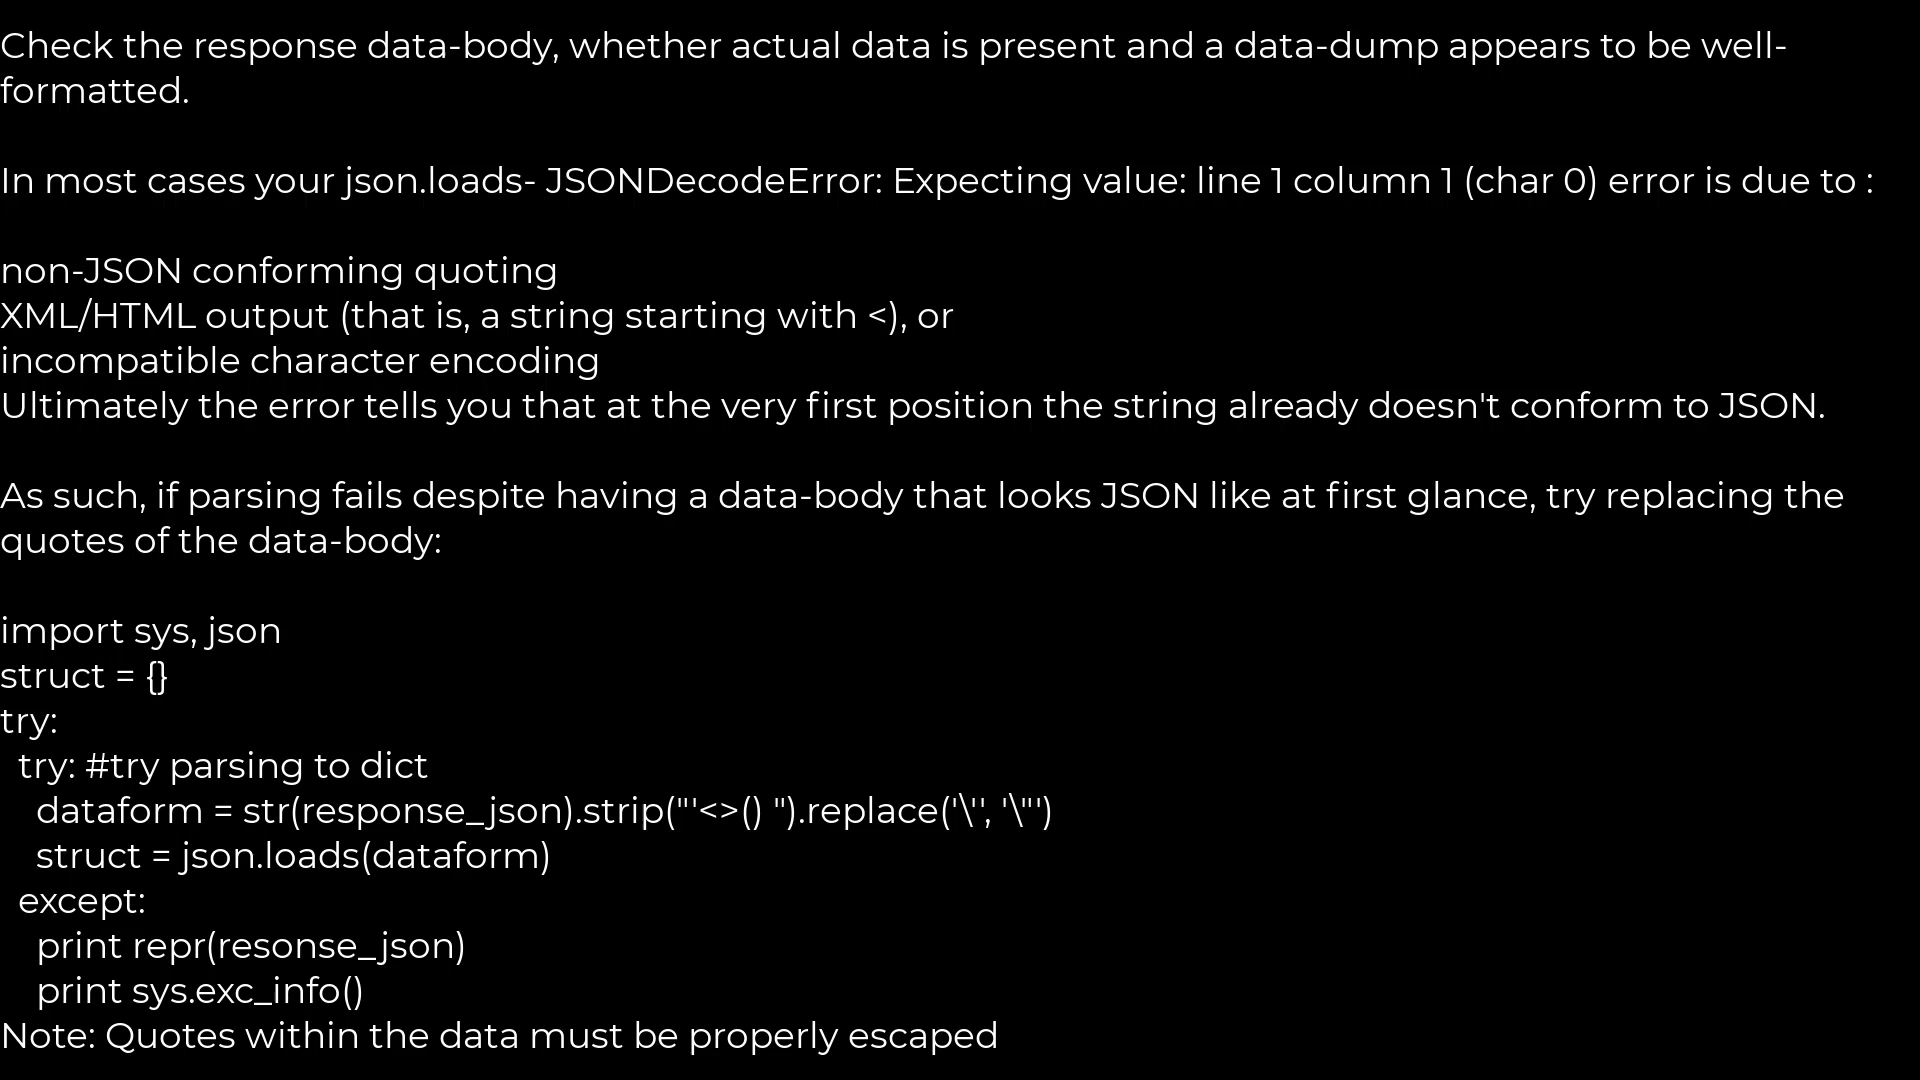 Check the response data-body, whether actual data is present and a data-dump appears to be well-
formatted.

In most cases your json.loads- JSONDecodeError: Expecting value: line 1 column 1 (char 0) error is due to :

non-JSON conforming quoting
XML/HTML output (that is, a string starting with <), or
incompatible character encoding
Ultimately the error tells you that at the very first position the string already doesn't conform to JSON.

As such, if parsing fails despite having a data-body that looks JSON like at first glance, try replacing the
quotes of the data-body:

import sys, json
struct = {}
try:
  try: #try parsing to dict
    dataform = str(response_json).strip("'<>() ").replace('\'', '\"')
    struct = json.loads(dataform)
  except:
    print repr(resonse_json)
    print sys.exc_info()
Note: Quotes within the data must be properly escaped